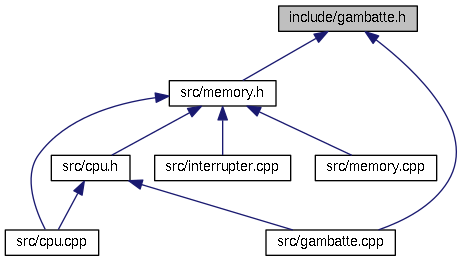 include/gambatte.h
src/memory.h
src/cpu.h
src/interrupter.cpp
src/memory.cpp
src/cpu.cpp
src/gambatte.cpp